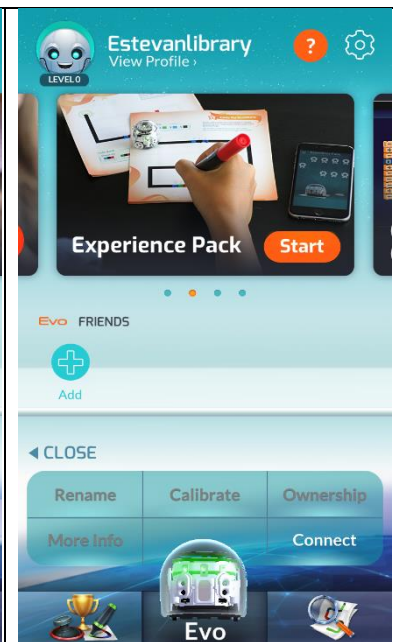 Estevanlibrary
View Profile ›
?
LEVEL 0
Experience Pack
Start
Evo FRIENDS
Add
◀ CLOSE
Rename Calibrate Ownership
More Info Connect
Evo